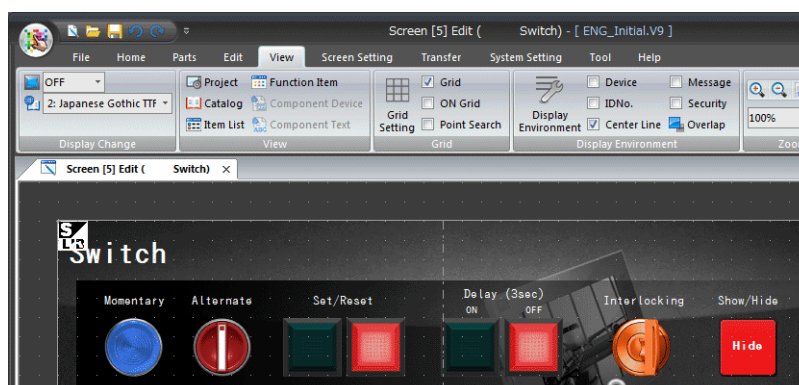 Screen [5] Edit ( Switch) - [ ENG_Initial.V9 ]
File Home Parts Edit View Screen Setting Transfer System Setting Tool Help
OFF Project Function Item Grid Device Message
2: Japanese Gothic TTF Catalog Component Device ON Grid IDNo. Security
Item List Component Text Grid Setting Point Search Display Environment Center Line Overlap 100%
Display Change View Grid Display Environment Zoo
Screen [5] Edit ( Switch) ×
S
L'R
Switch
Momentary Alternate Set/Reset Delay (3sec) Interlocking Show/Hide
ON OFF
Hide